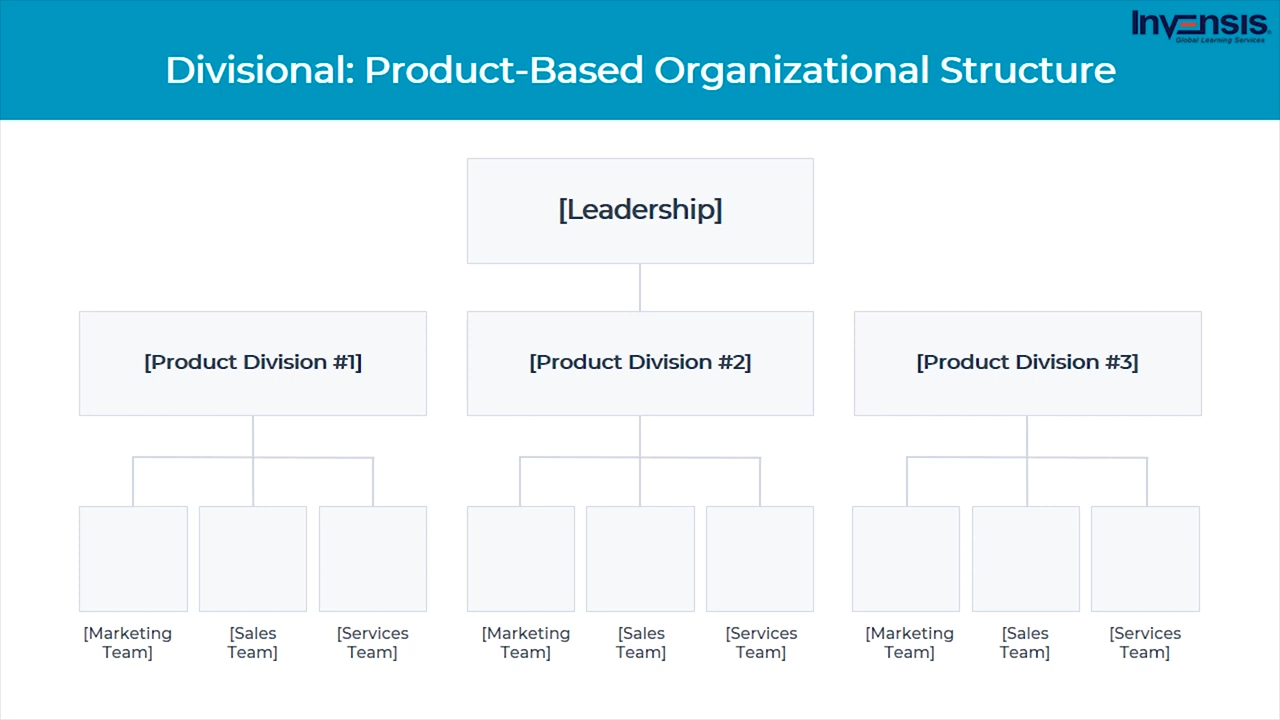 Invensis
Global Learning Services
Divisional: Product-Based Organizational Structure
[Leadership]
[Product Division #1]
[Product Division #2]
[Product Division #3]
[Marketing
Team]
[Sales
Team]
[Services
Team]
[Marketing
Team]
[Sales
Team]
[Services
Team]
[Marketing
Team]
[Sales
Team]
[Services
Team]